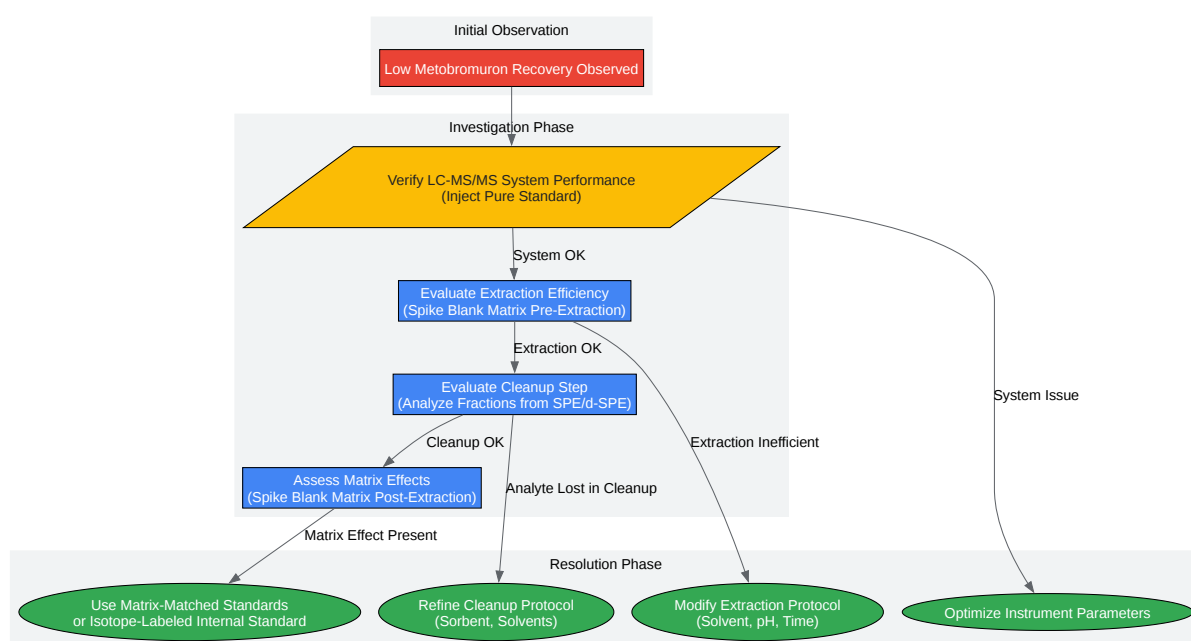 Initial Observation
Low Metobromuron Recovery Observed
Investigation Phase
Verify LC-MS/MS System Performance
(Inject Pure Standard)
System OK
Evaluate Extraction Efficiency
(Spike Blank Matrix Pre-Extraction)
Extraction OK
Evaluate Cleanup Step
(Analyze Fractions from SPE/d-SPE)
System Issue
Cleanup OK
Extraction Inefficient
Assess Matrix Effects
(Spike Blank Matrix Post-Extraction)
Analyte Lost in Cleanup
Matrix Effect Present
Resolution Phase
Use Matrix-Matched Standards
or Isotope-Labeled Internal Standard
Refine Cleanup Protocol
(Sorbent, Solvents)
Modify Extraction Protocol
(Solvent, pH, Time)
Optimize Instrument Parameters